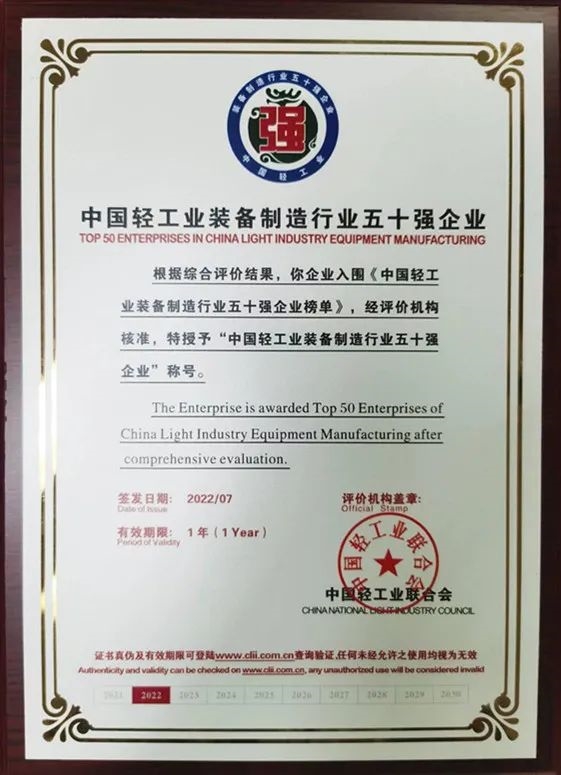 装备制造行业五十强企业
强
中国轻工业
中国轻工业装备制造行业五十强企业
TOP 50 ENTERPRISES IN CHINA LIGHT INDUSTRY EQUIPMENT MANUFACTURING
根据综合评价结果，你企业入围《中国轻工
业装备制造行业五十强企业榜单》，经评价机构
核准，特授予“中国轻工业装备制造行业五十强
企业”称号。
The Enterprise is awarded Top 50 Enterprises of
China Light Industry Equipment Manufacturing after
comprehensive evaluation.
签发日期： 2022/07
Date of Issue
有效期限： 1年（1 Year）
Period of Validity
评价机构盖章：
Official Stamp
中国轻工业联合会
中国轻工业联合会
CHINA NATIONAL LIGHT INDUSTRY COUNCIL
证书真伪及有效期限可登陆www.clii.com.cn查询验证,任何未经允许之使用均视为无效
Authenticity and validity can be checked on www.clii.com.cn, any unauthorized use will be considered invalid
2021 2022 2023 2024 2025 2026 2027 2028 2029 2030